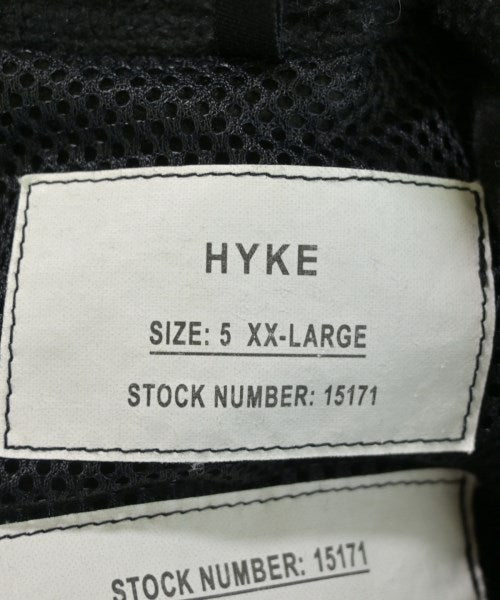 HYKE
SIZE: 5 XX-LARGE
STOCK NUMBER: 15171
STOCK NUMBER: 15171